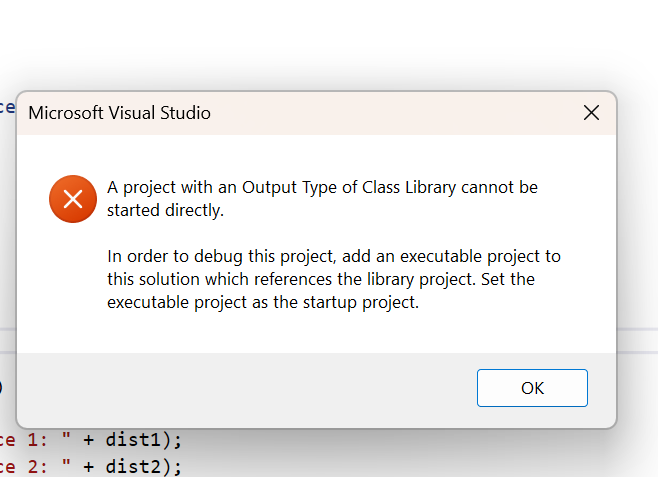 ce
Microsoft Visual Studio
A project with an Output Type of Class Library cannot be
started directly.
In order to debug this project, add an executable project to
this solution which references the library project. Set the
executable project as the startup project.
)
OK
ce 1: " + dist1);
ce 2: " + dist2);